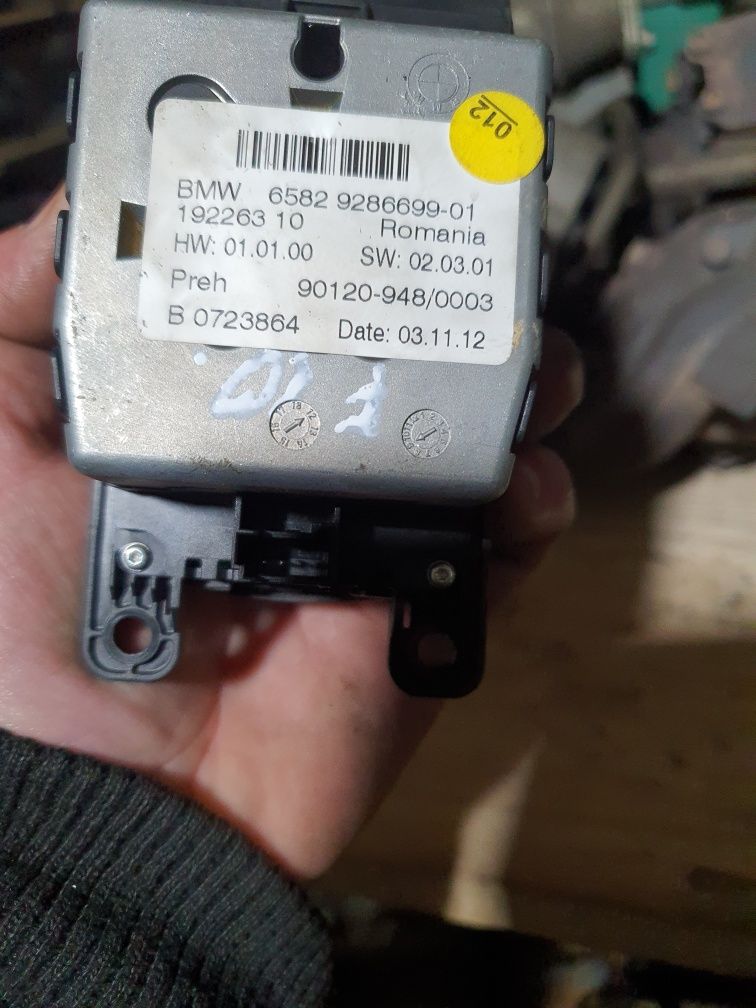 012
BMW 6582 9286699-01
192263 10 Romania
HW: 01.01.00 SW: 02.03.01
Preh 90120-948/0003
B 0723864 Date: 03.11.12